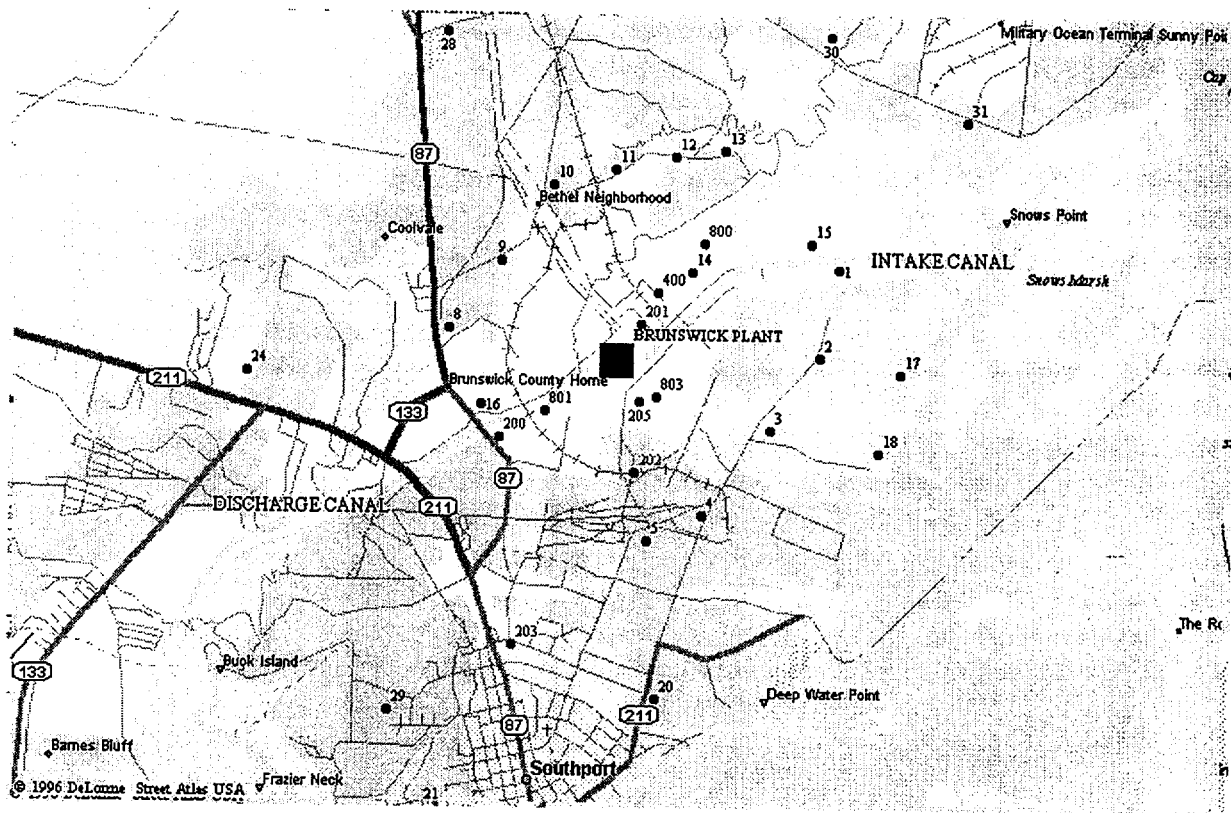 28
30
Military Ocean Terminal Sunny Poi
Cap
31
87
13
12
11
10
Bethel Neighborhood
Snows Point
Coolvale
800
15
9
14
INTAKE CANAL
1
Snows Marsh
400
8
201
BRUNSWICK PLANT
2
24
211
17
Brunswick County Home
133
16
801
803
205
200
3
18
202
87
DISCHARGE CANAL
211
4
5
203
The Ro
133
Buok Island
20
Deep Water Point
29
211
87
Barnes Bluff
Southport
Frazier Neck
© 1996 DeLorme Street Atlas USA
21